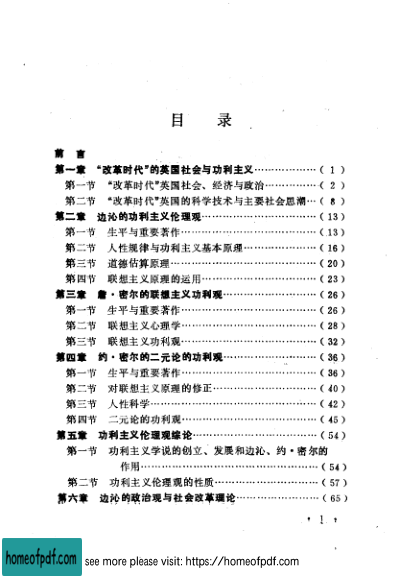 目 录
前 言
第一章 “改革时代”的英国社会与功利主义………………( 1 )
第一节 “改革时代”英国社会、经济与政治……………( 2 )
第二节 “改革时代”英国的科学技术与主要社会思潮…( 8 )
第二章 边沁的功利主义伦理观……………………………(13)
第一节 生平与重要著作…………………………………(13)
第二节 人性规律与功利主义基本原理…………………(16)
第三节 道德估算原理……………………………………(20)
第四节 联想主义原理的运用……………………………(23)
第三章 詹·密尔的联想主义功利观………………………(26)
第一节 生平与重要著作…………………………………(26)
第二节 联想主义心理学…………………………………(28)
第三节 联想主义功利观…………………………………(32)
第四章 约·密尔的二元论的功利观………………………(36)
第一节 生平与重要著作…………………………………(36)
第二节 对联想主义原理的修正…………………………(40)
第三节 人性科学…………………………………………(42)
第四节 二元论的功利观…………………………………(45)
第五章 功利主义伦理观综论………………………………(54)
第一节 功利主义学说的创立、发展和边沁、约·密尔的
作用………………………………………………(54)
第二节 功利主义伦理观的性质…………………………(57)
第六章 边沁的政治观与社会改革理论……………………(65)
· 1 ·
homeofpdf.com
see more please visit: https://homeofpdf.com